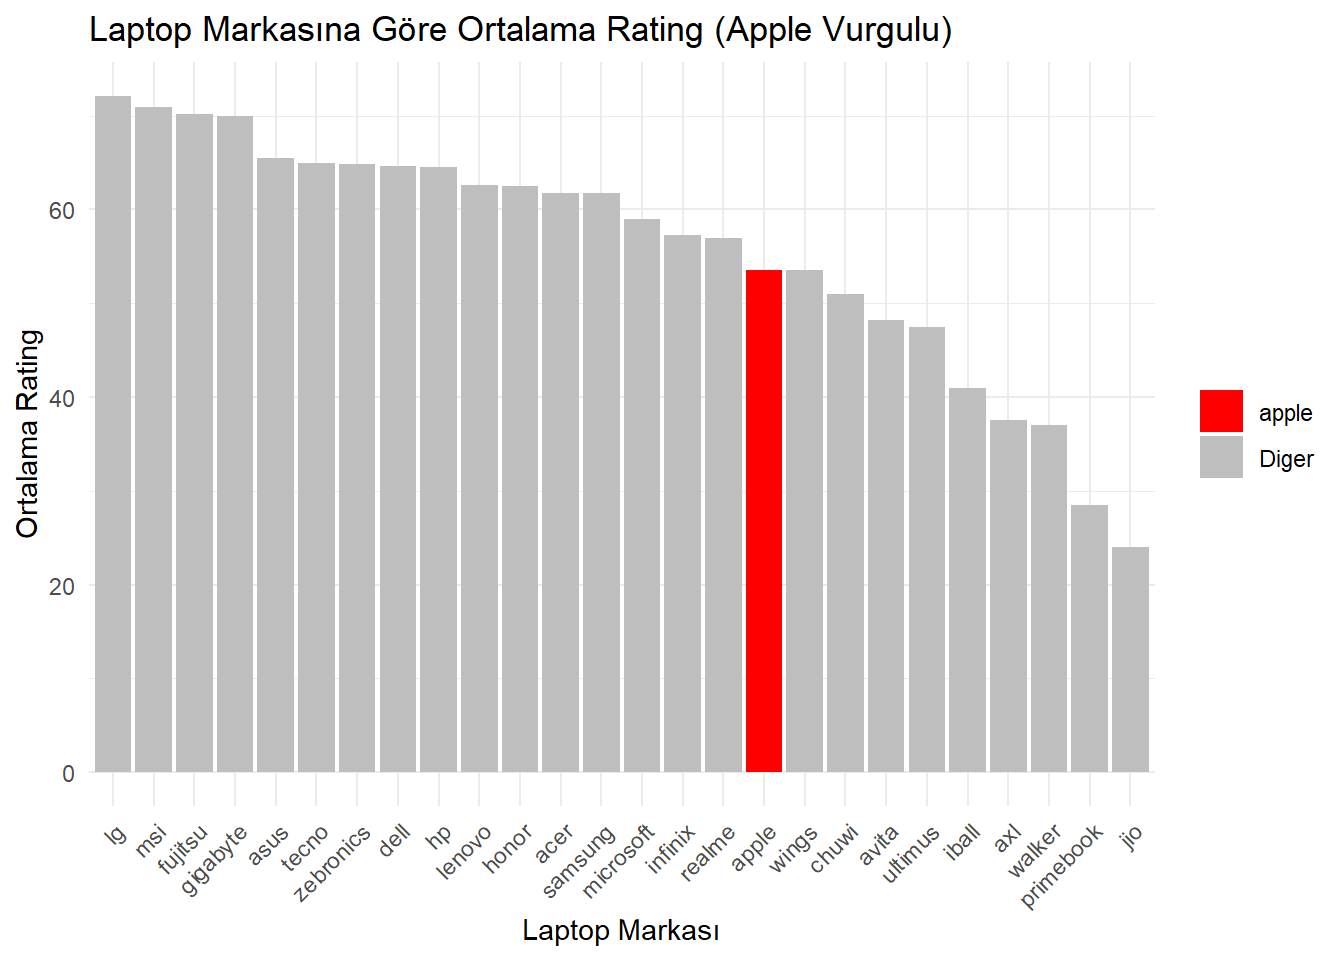 Laptop Markasına Göre Ortalama Rating (Apple Vurgulu)
Ortalama Rating
60
40
20
0
lg
msi
fujitsu
gigabyte
asus
tecno
zebronics
dell
hp
lenovo
honor
acer
samsung
microsoft
infinix
realme
apple
wings
chuwi
avita
ultimus
iball
axl
walker
primebook
jio
Laptop Markası
apple
Diger